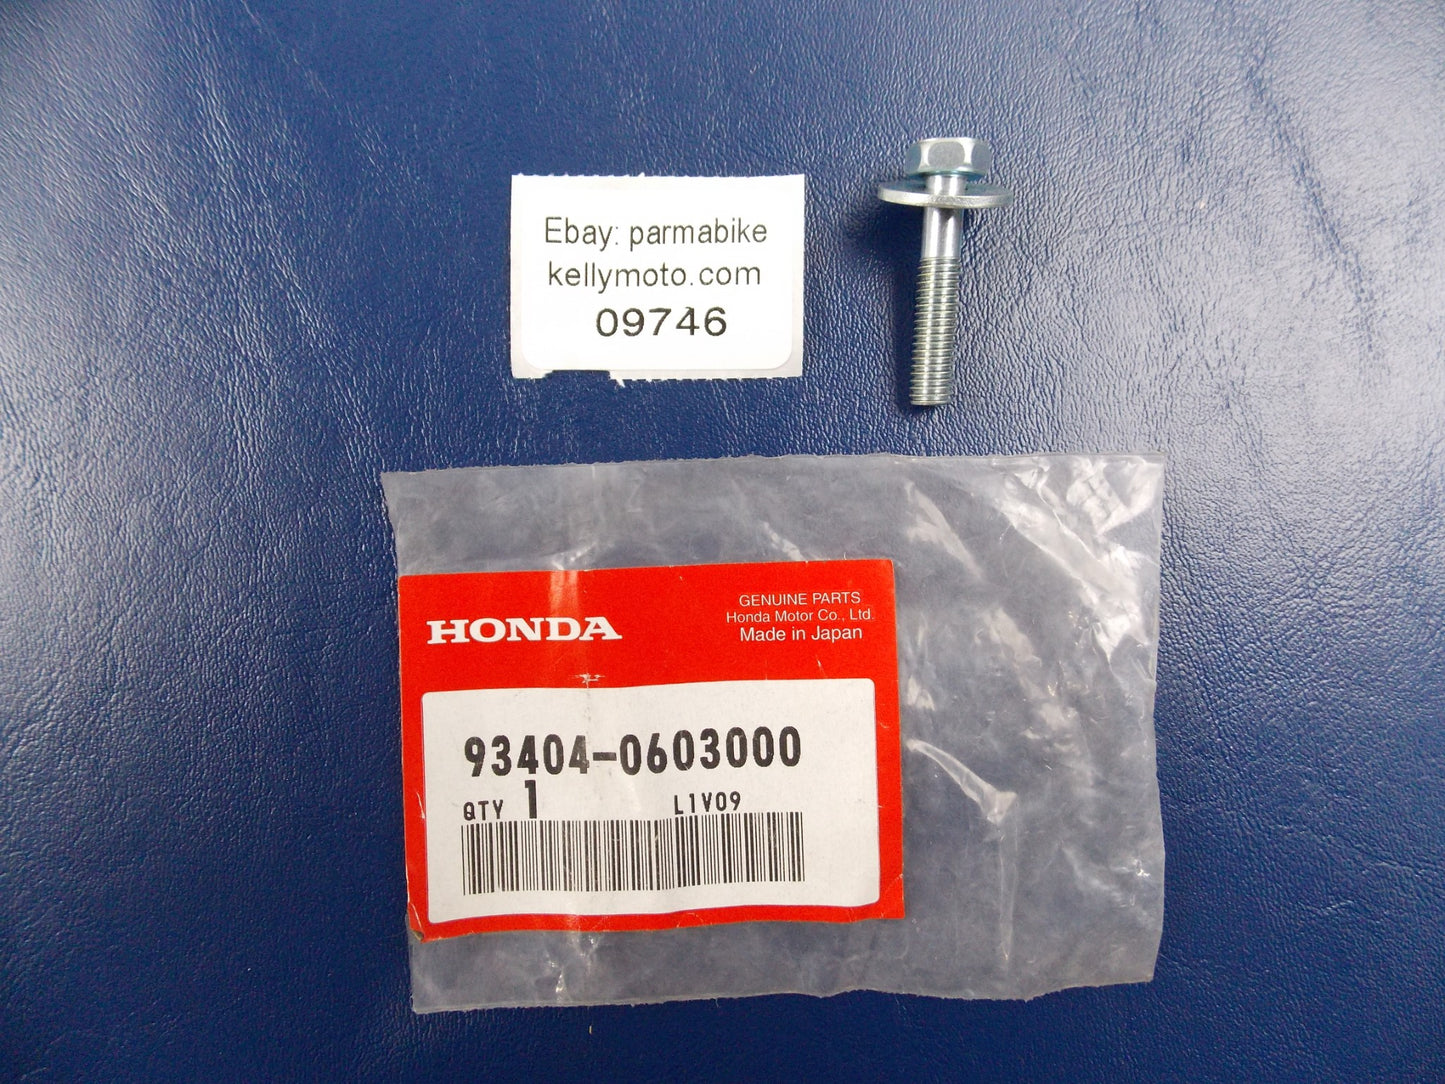 Ebay: parmabike
kellymoto.com
09746
HONDA
GENUINE PARTS
Honda Motor Co., Ltd.
Made in Japan
93404-0603000
QTY 1 L1V09